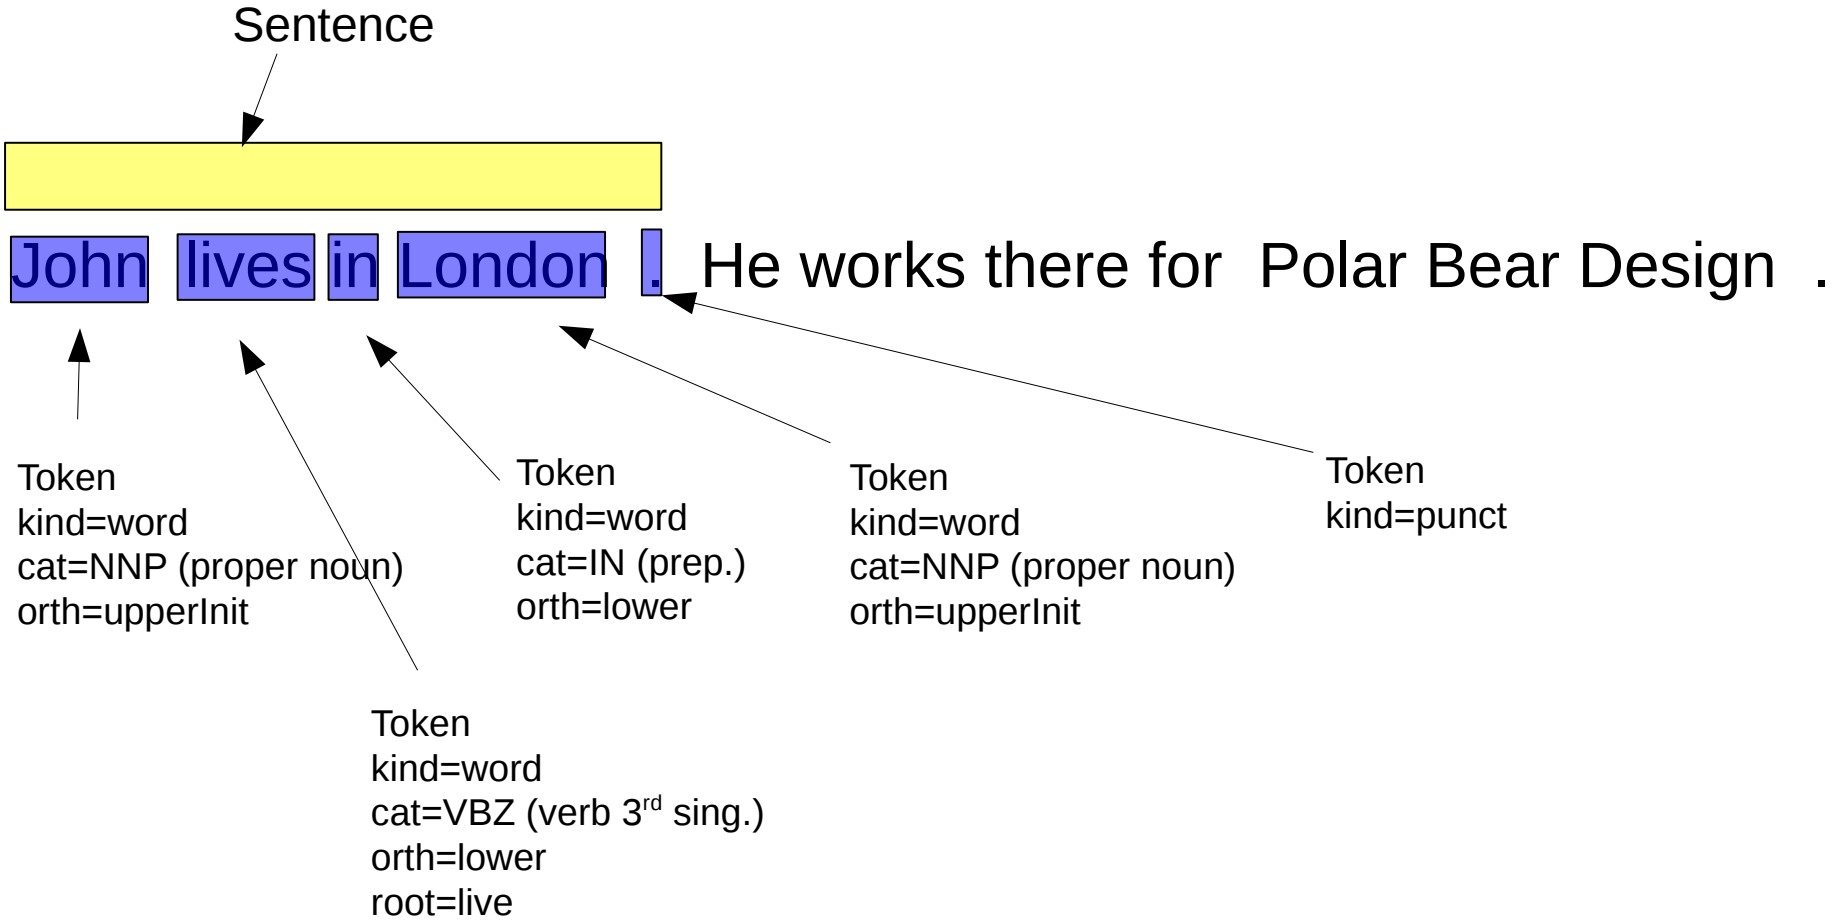 Sentence
John lives in London . He works there for Polar Bear Design .
Token
kind=word
cat=NNP (proper noun)
orth=upperInit
Token
kind=word
cat=IN (prep.)
orth=lower
Token
kind=word
cat=NNP (proper noun)
orth=upperInit
Token
kind=punct
Token
kind=word
cat=VBZ (verb 3rd sing.)
orth=lower
root=live